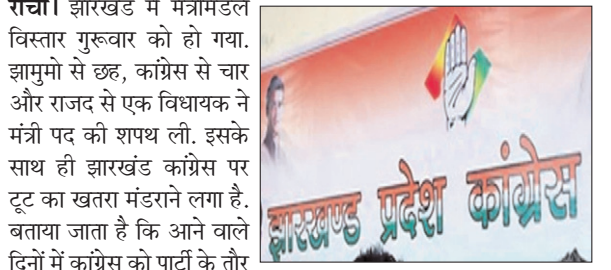 रांची। झारखंड में मंत्रिमंडल
विस्तार गुरूवार को हो गया.
झामुमो से छह, कांग्रेस से चार
और राजद से एक विधायक ने
मंत्री पद की शपथ ली. इसके
साथ ही झारखंड कांग्रेस पर
टूट का खतरा मंडराने लगा है.
बताया जाता है कि आने वाले
दिनों में कांग्रेस को पार्टी के तौर
झारखण्ड प्रदेश कांग्रेस